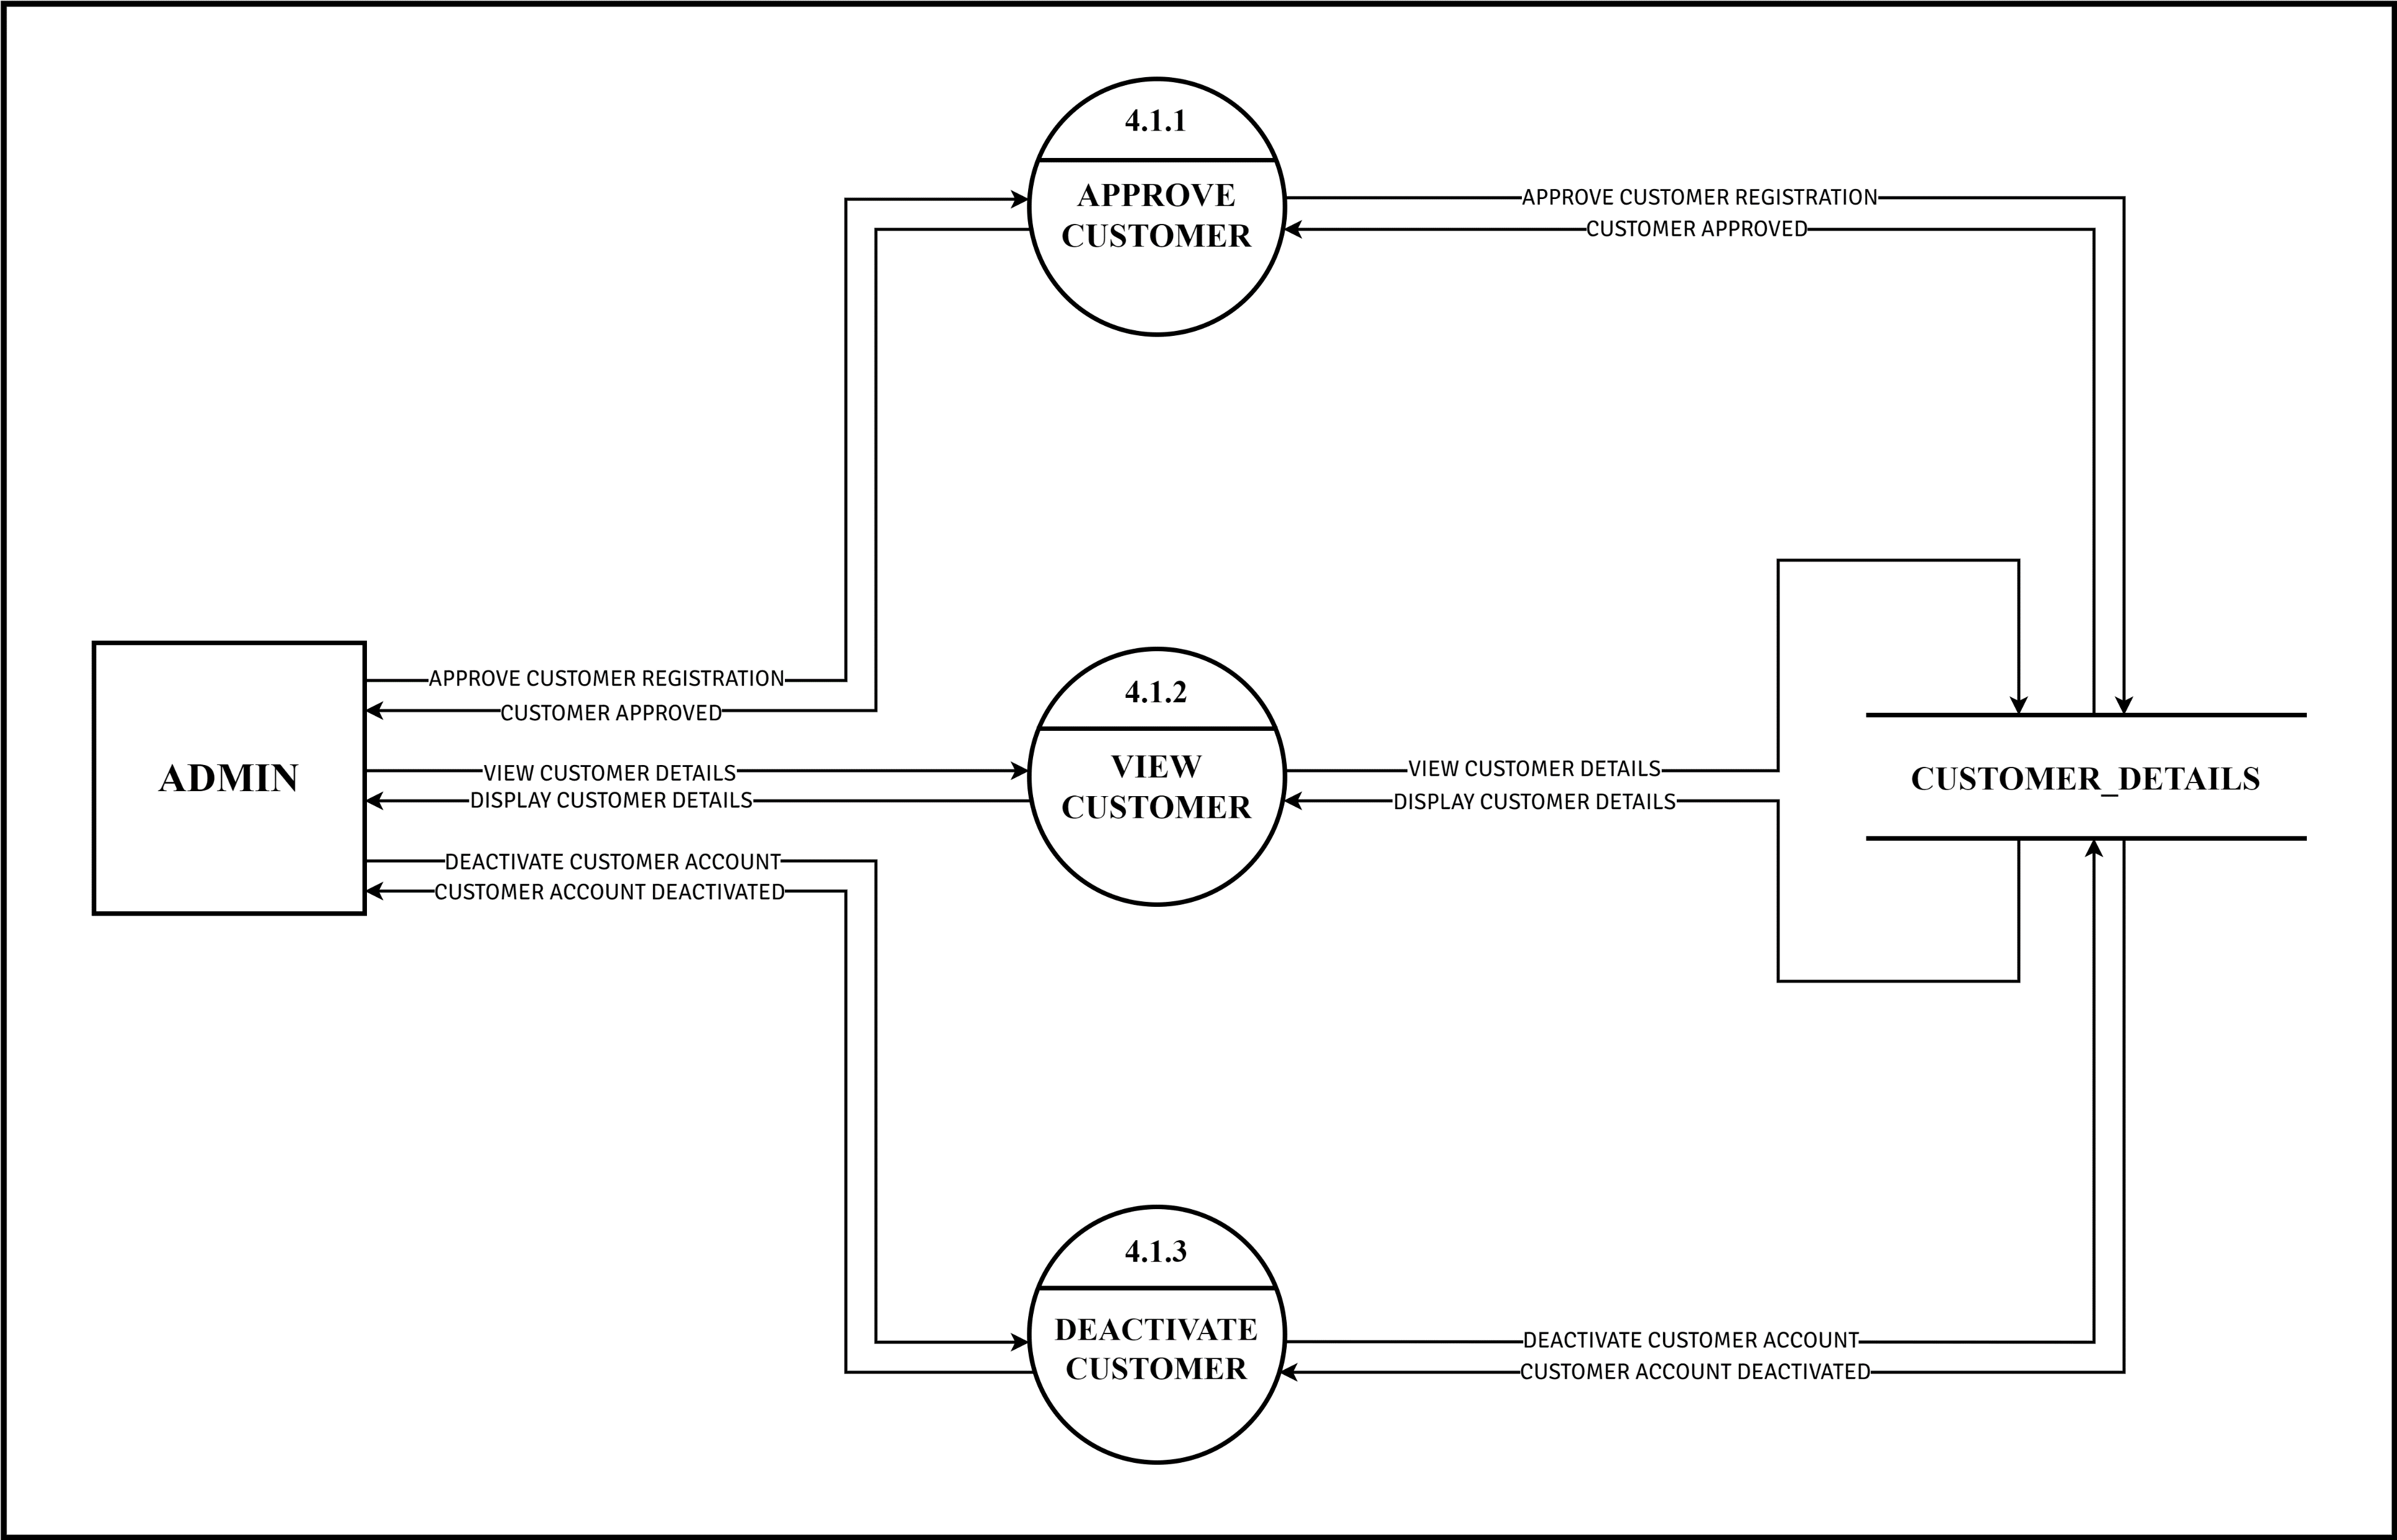 4.1.1
APPROVE
CUSTOMER
APPROVE CUSTOMER REGISTRATION
CUSTOMER APPROVED
ADMIN
APPROVE CUSTOMER REGISTRATION
CUSTOMER APPROVED
VIEW CUSTOMER DETAILS
DISPLAY CUSTOMER DETAILS
DEACTIVATE CUSTOMER ACCOUNT
CUSTOMER ACCOUNT DEACTIVATED
4.1.2
VIEW
CUSTOMER
VIEW CUSTOMER DETAILS
DISPLAY CUSTOMER DETAILS
CUSTOMER_DETAILS
4.1.3
DEACTIVATE
CUSTOMER
DEACTIVATE CUSTOMER ACCOUNT
CUSTOMER ACCOUNT DEACTIVATED